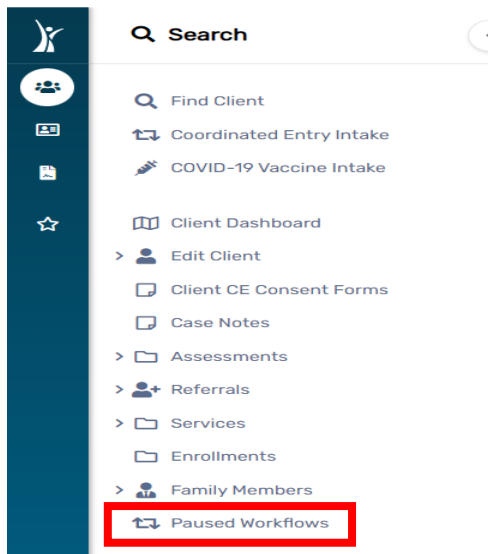 Search
Find Client
Coordinated Entry Intake
COVID-19 Vaccine Intake
Client Dashboard
Edit Client
Client CE Consent Forms
Case Notes
Assessments
Referrals
Services
Enrollments
Family Members
Paused Workflows